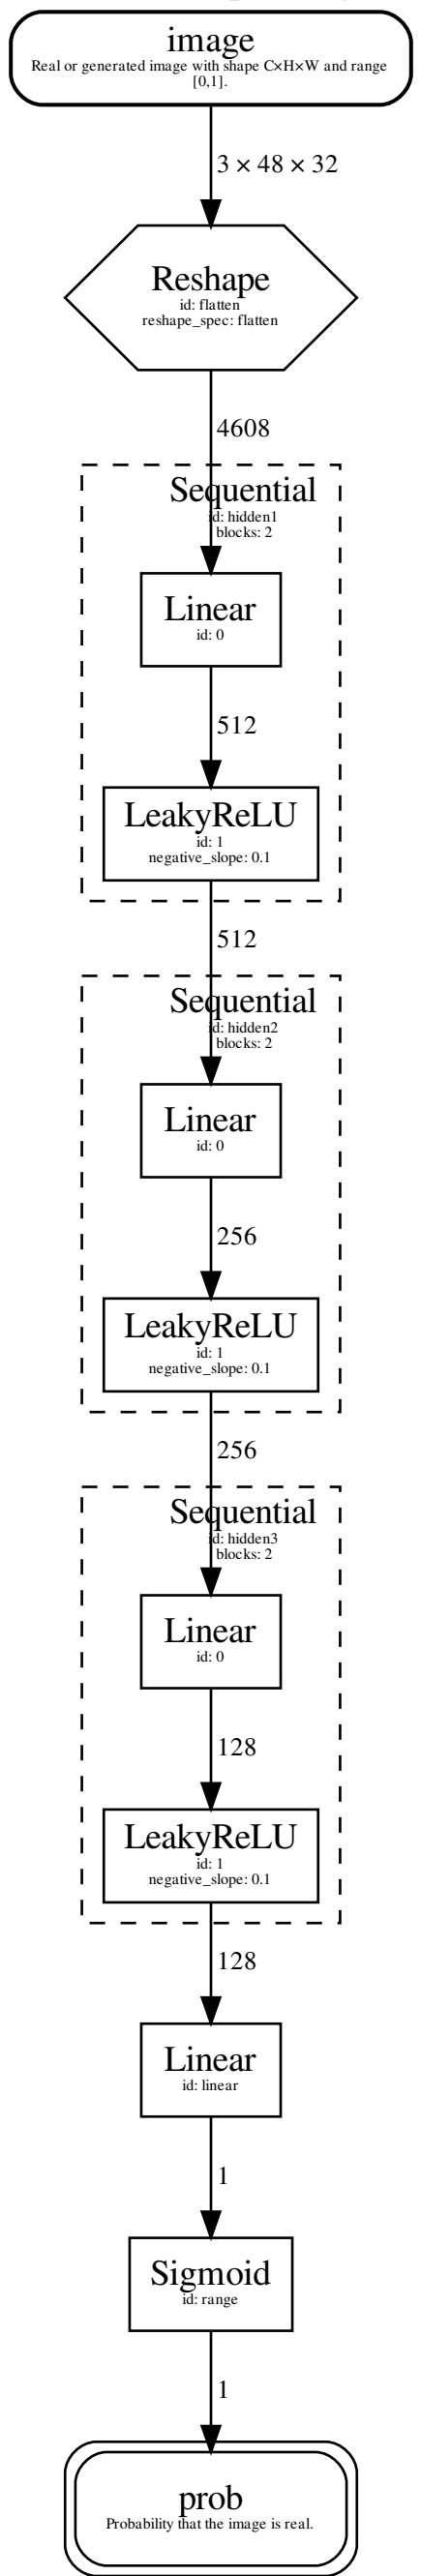 image
Real or generated image with shape C×H×W and range
[0,1].
3 × 48 × 32
Reshape
id: flatten
reshape_spec: flatten
4608
Sequential
id: hidden1
blocks: 2
Linear
id: 0
512
LeakyReLU
id: 1
negative_slope: 0.1
512
Sequential
id: hidden2
blocks: 2
Linear
id: 0
256
LeakyReLU
id: 1
negative_slope: 0.1
256
Sequential
id: hidden3
blocks: 2
Linear
id: 0
128
LeakyReLU
id: 1
negative_slope: 0.1
128
Linear
id: linear
1
Sigmoid
id: range
1
prob
Probability that the image is real.